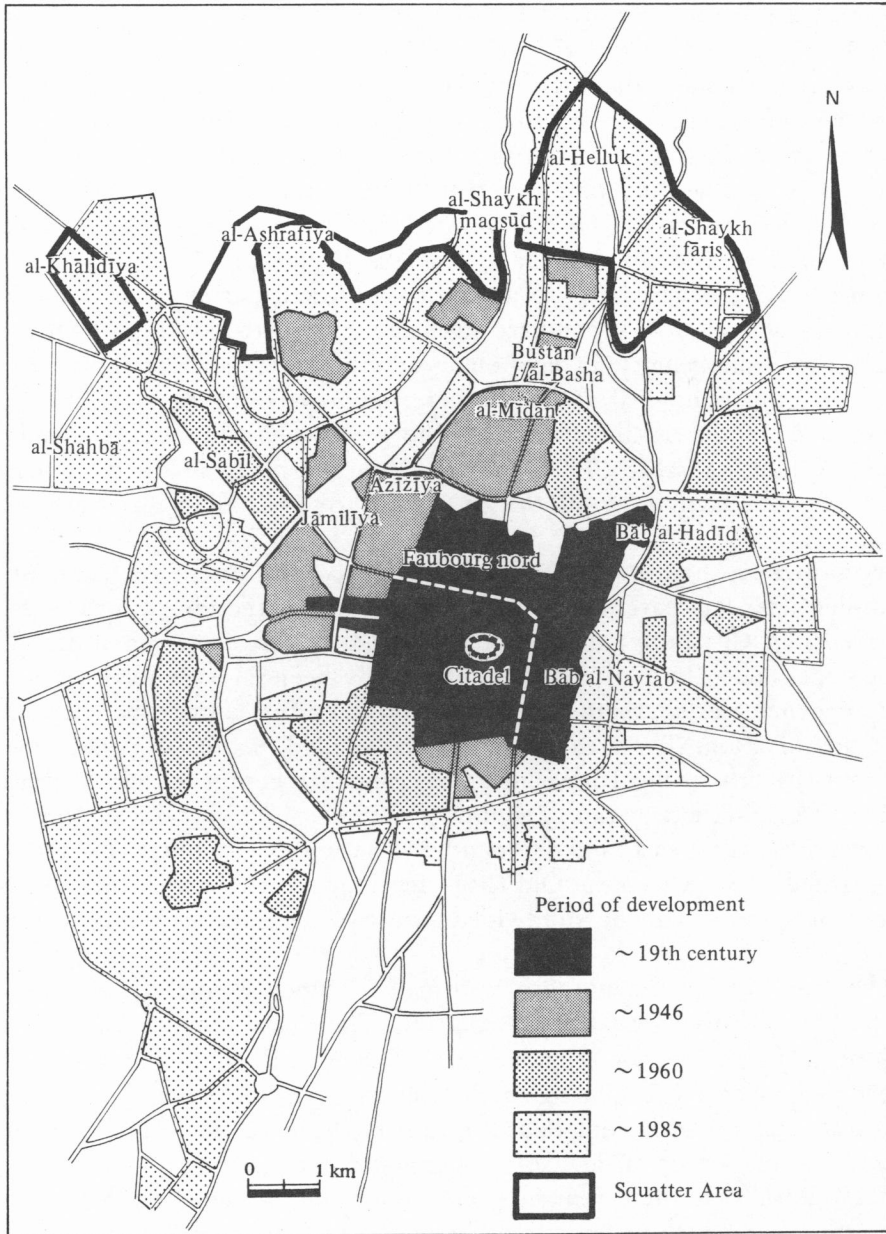 N
al-Helluk
al-Shaykh
maqsūd
al-Shaykh
fāris
al-Ashrafīya
al-Khālidīya
Bustān
al-Basha
al-Mīdān
al-Shahbā
al-Sabīl
Azīzīya
Jāmilīya
Bāb al-Hadīd
Faubourg nord
Citadel
Bāb al-Nayrab
Period of development
~ 19th century
~ 1946
~ 1960
~ 1985
Squatter Area
0 1 km